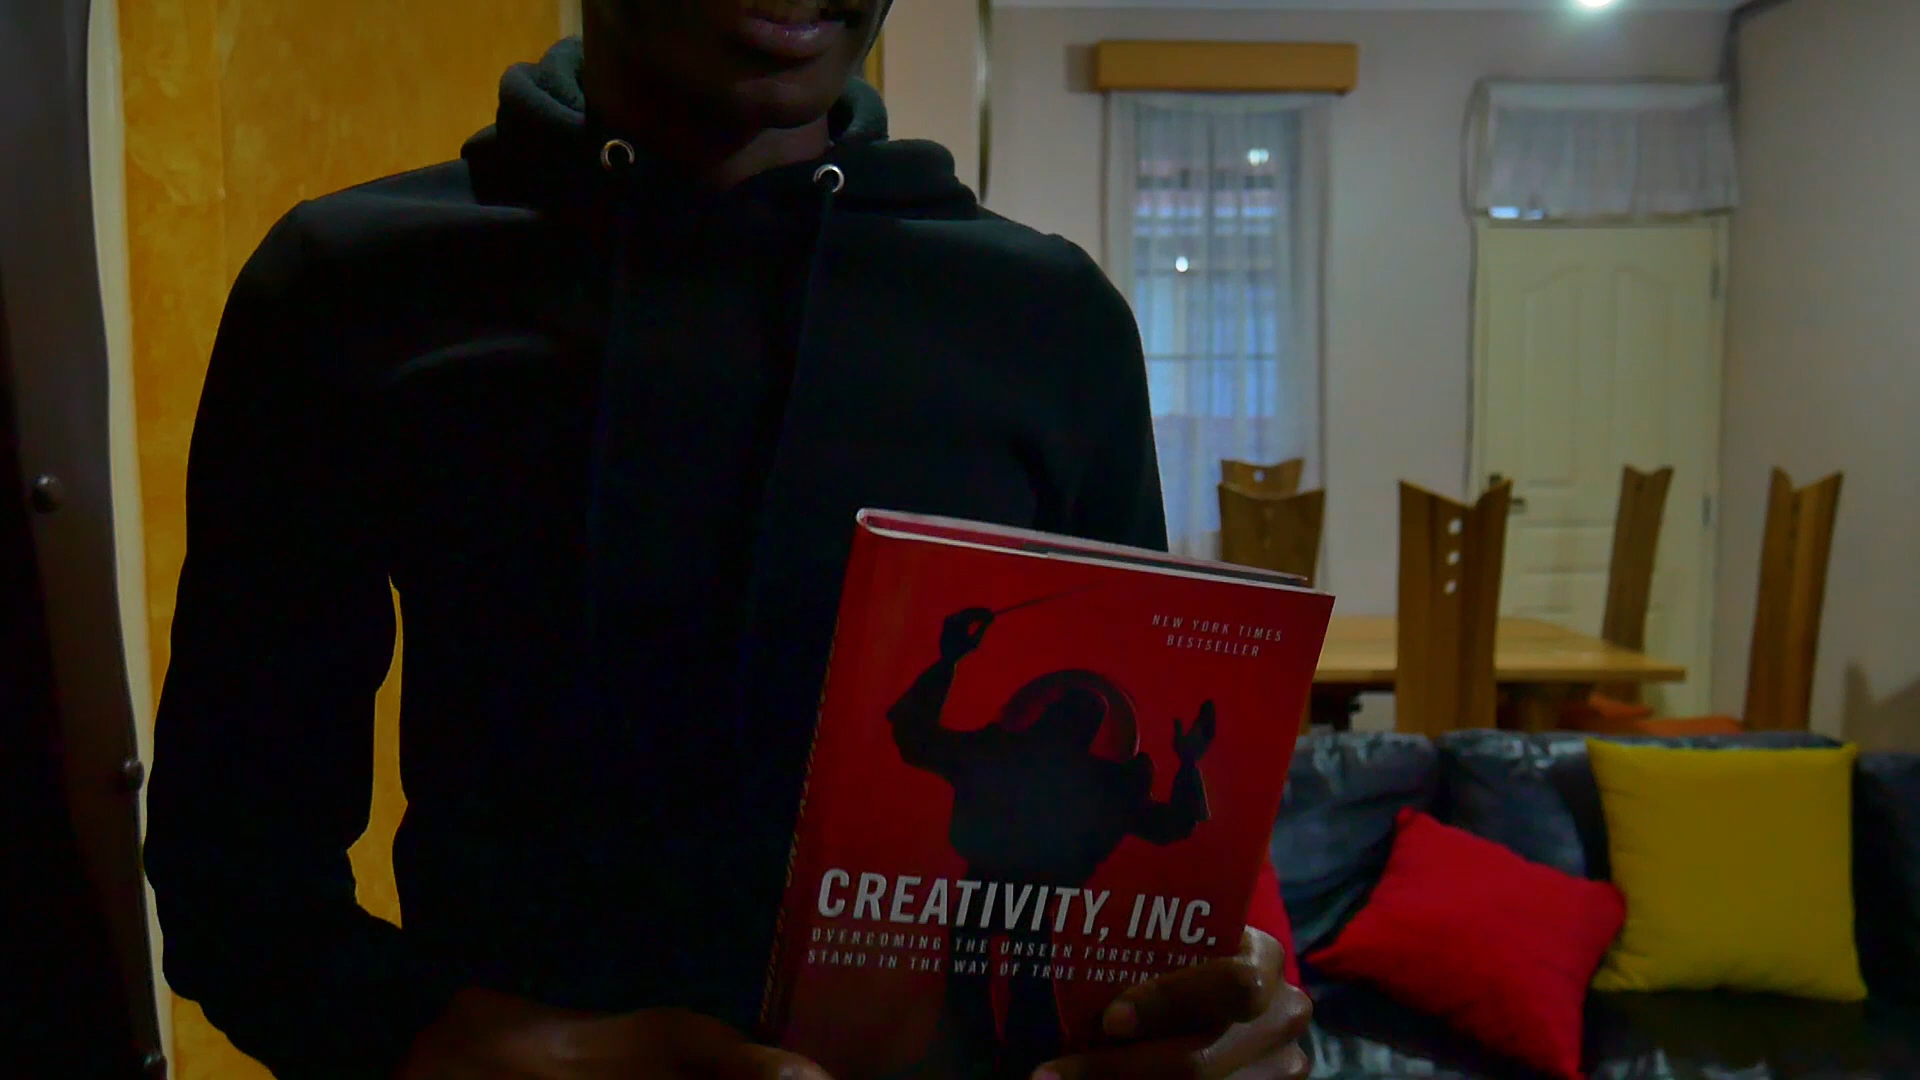 NEW YORK TIMES
BESTSELLER
CREATIVITY, INC.
OVERCOMING THE UNSEEN FORCES THAT
STAND IN THE WAY OF TRUE